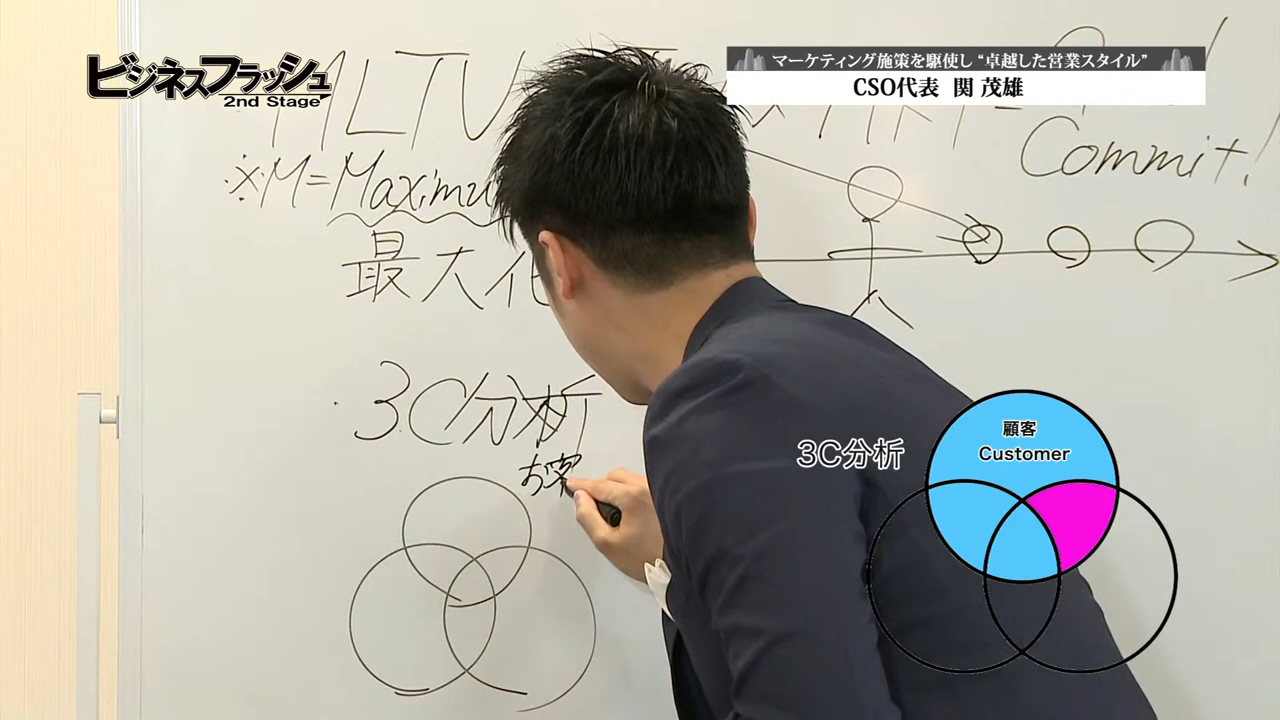 ビジネスフラッシュ
2nd Stage
マーケティング施策を駆使し“卓越した営業スタイル”
CSO代表 関 茂雄
MLTV
Commit!
※M=Maximu
最大化
3C分析
お客
3C分析
顧客
Customer